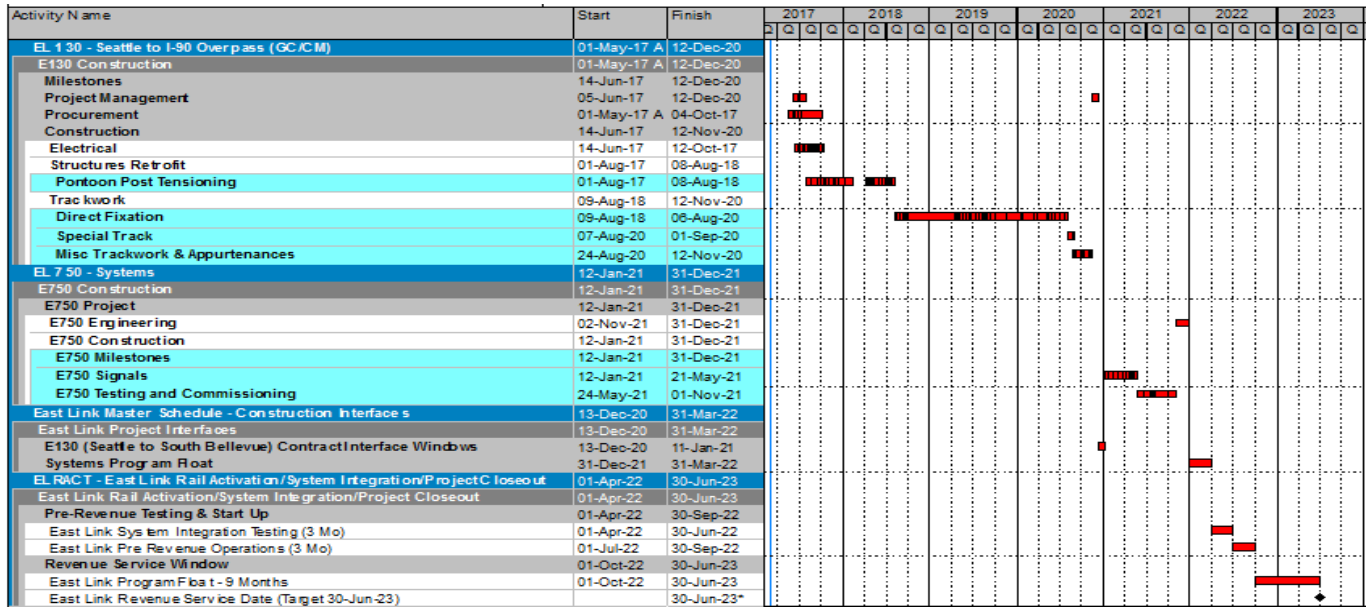 Activity Name Start Finish 2017 2018 2019 2020 2021 2022 2023
Q Q Q Q Q Q Q Q Q Q Q Q Q Q Q Q Q Q Q Q Q Q Q Q Q Q Q
EL 130 - Seattle to I-90 Overpass (GC/CM) 01-May-17 A 12-Dec-20
E130 Construction 01-May-17 A 12-Dec-20
Milestones 14-Jun-17 12-Dec-20
Project Management 05-Jun-17 12-Dec-20
Procurement 01-May-17 A 04-Oct-17
Construction 14-Jun-17 12-Nov-20
Electrical 14-Jun-17 12-Oct-17
Structures Retrofit 01-Aug-17 08-Aug-18
Pontoon Post Tensioning 01-Aug-17 08-Aug-18
Trackwork 09-Aug-18 12-Nov-20
Direct Fixation 09-Aug-18 06-Aug-20
Special Track 07-Aug-20 01-Sep-20
Misc Trackwork & Appurtenances 24-Aug-20 12-Nov-20
EL 750 - Systems 12-Jan-21 31-Dec-21
E750 Construction 12-Jan-21 31-Dec-21
E750 Project 12-Jan-21 31-Dec-21
E750 Engineering 02-Nov-21 31-Dec-21
E750 Construction 12-Jan-21 31-Dec-21
E750 Milestones 12-Jan-21 31-Dec-21
E750 Signals 12-Jan-21 21-May-21
E750 Testing and Commissioning 24-May-21 01-Nov-21
East Link Master Schedule - Construction Interfaces 13-Dec-20 31-Mar-22
East Link Project Interfaces 13-Dec-20 31-Mar-22
E130 (Seattle to South Bellevue) Contract Interface Windows 13-Dec-20 11-Jan-21
Systems Program Float 31-Dec-21 31-Mar-22
ELRACT - East Link Rail Activation/System Integration/Project Closeout 01-Apr-22 30-Jun-23
East Link Rail Activation/System Integration/Project Closeout 01-Apr-22 30-Jun-23
Pre-Revenue Testing & Start Up 01-Apr-22 30-Sep-22
East Link System Integration Testing (3 Mo) 01-Apr-22 30-Jun-22
East Link Pre Revenue Operations (3 Mo) 01-Jul-22 30-Sep-22
Revenue Service Window 01-Oct-22 30-Jun-23
East Link Program Float - 9 Months 01-Oct-22 30-Jun-23
East Link Revenue Service Date (Target 30-Jun-23) 30-Jun-23*